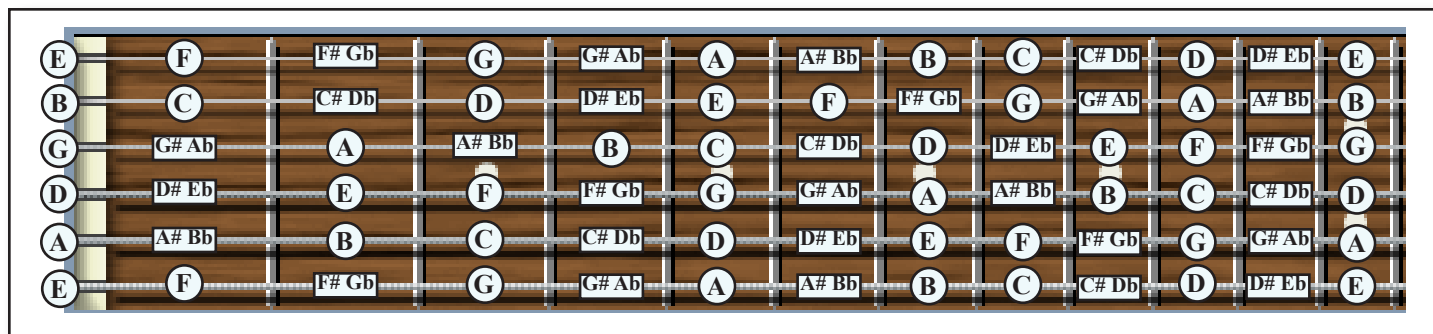 E F F# Gb G G# Ab A A# Bb B C C# Db D D# Eb E
B C C# Db D D# Eb E F F# Gb G G# Ab A A# Bb B
G G# Ab A A# Bb B C C# Db D D# Eb E F F# Gb G
D D# Eb E F F# Gb G G# Ab A A# Bb B C C# Db D
A A# Bb B C C# Db D D# Eb E F F# Gb G G# Ab A
E F F# Gb G G# Ab A A# Bb B C C# Db D D# Eb E